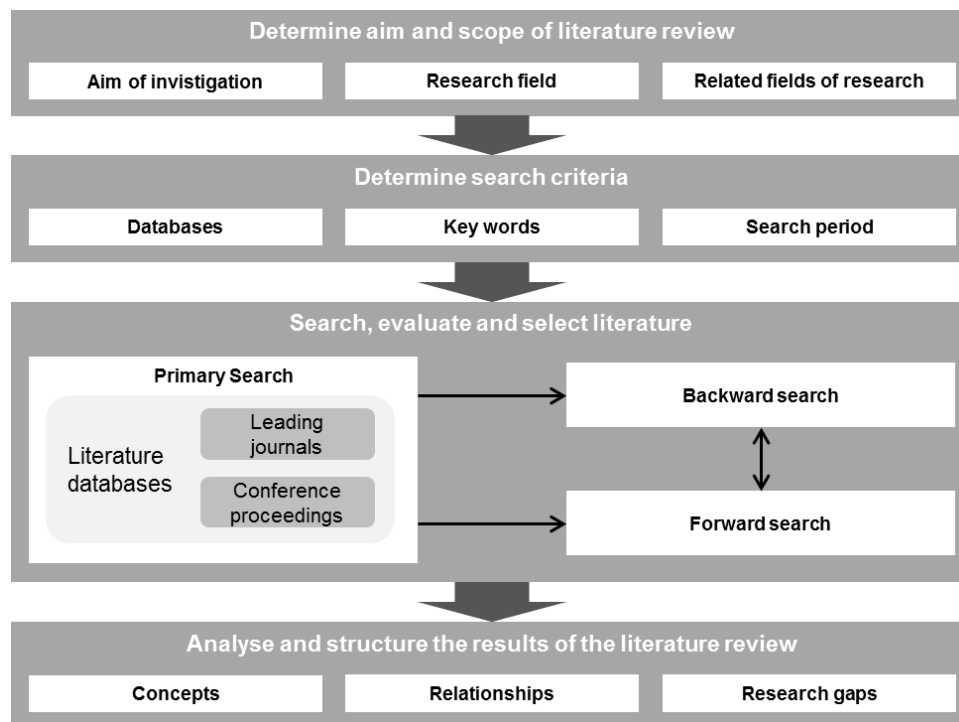 Determine aim and scope of literature review
Aim of invistigation
Research field
Related fields of research
Determine search criteria
Databases
Key words
Search period
Search, evaluate and select literature
Primary Search
Literature
databases
Leading
journals
Conference
proceedings
Backward search
Forward search
Analyse and structure the results of the literature review
Concepts
Relationships
Research gaps